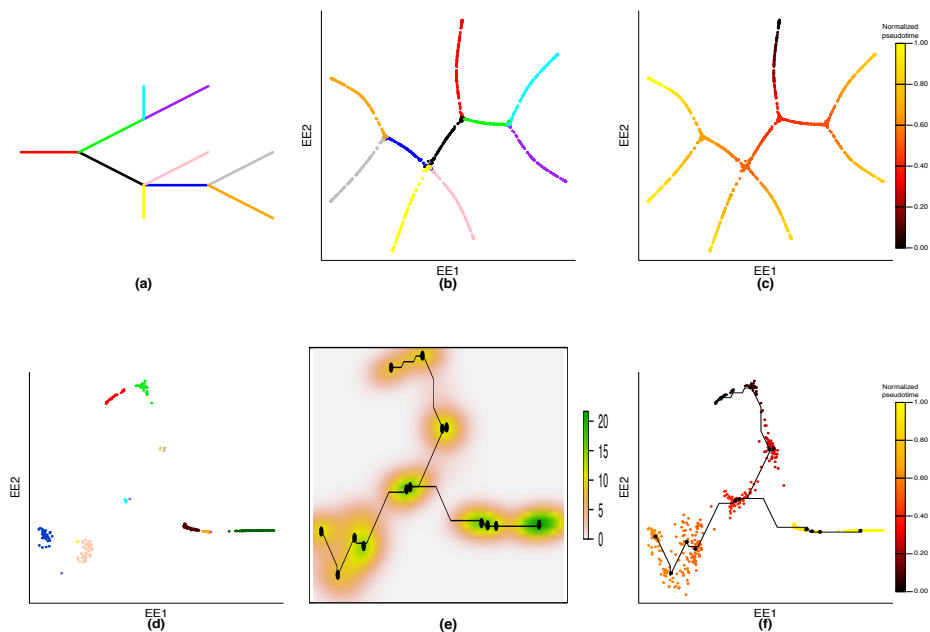 Normalized
pseudotime
1.00
0.80
0.60
0.40
0.20
0.00
EE2
EE2
EE1
EE1
(a)
(b)
(c)
EE2
20
15
10
5
0
EE2
Normalized
pseudotime
1.00
0.80
0.60
0.40
0.20
0.00
EE1
EE1
(d)
(e)
(f)